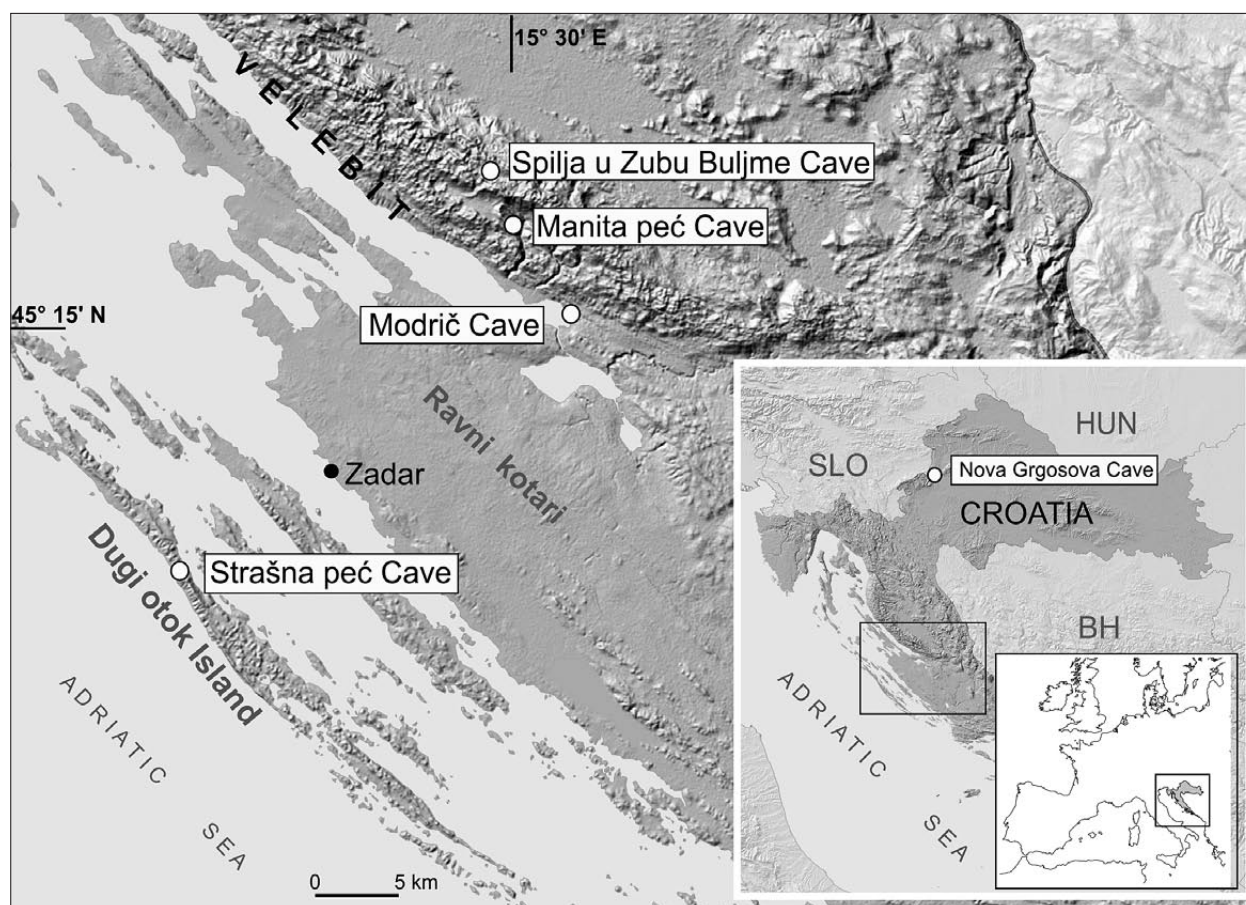 15° 30' E
VELEBIT
Spilja u Zubu Buljme Cave
Manita peć Cave
45° 15' N
Modrič Cave
Ravni kotari
Zadar
Strašna peć Cave
Dugi otok Island
ADRIATIC
SEA
0 5 km
HUN
SLO
Nova Grgosova Cave
CROATIA
BH
ADRIATIC
SEA